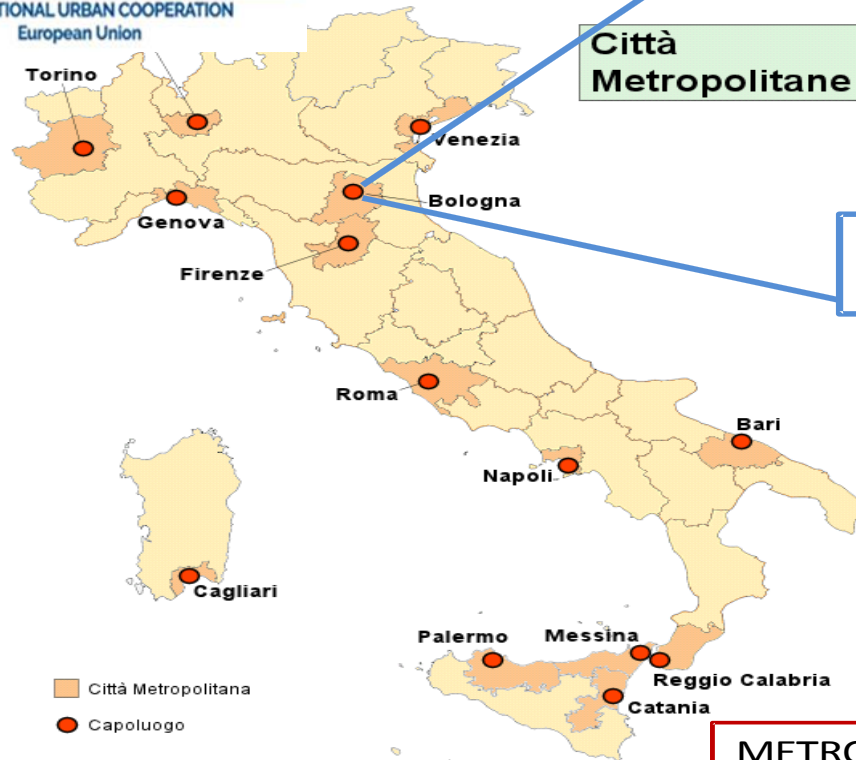 TIONAL URBAN COOPERATION
European Union
Città
Metropolitane
Torino
Venezia
Bologna
Genova
Firenze
Roma
Bari
Napoli
Cagliari
Palermo
Messina
Reggio Calabria
Catania
Città Metropolitana
Capoluogo
METRO